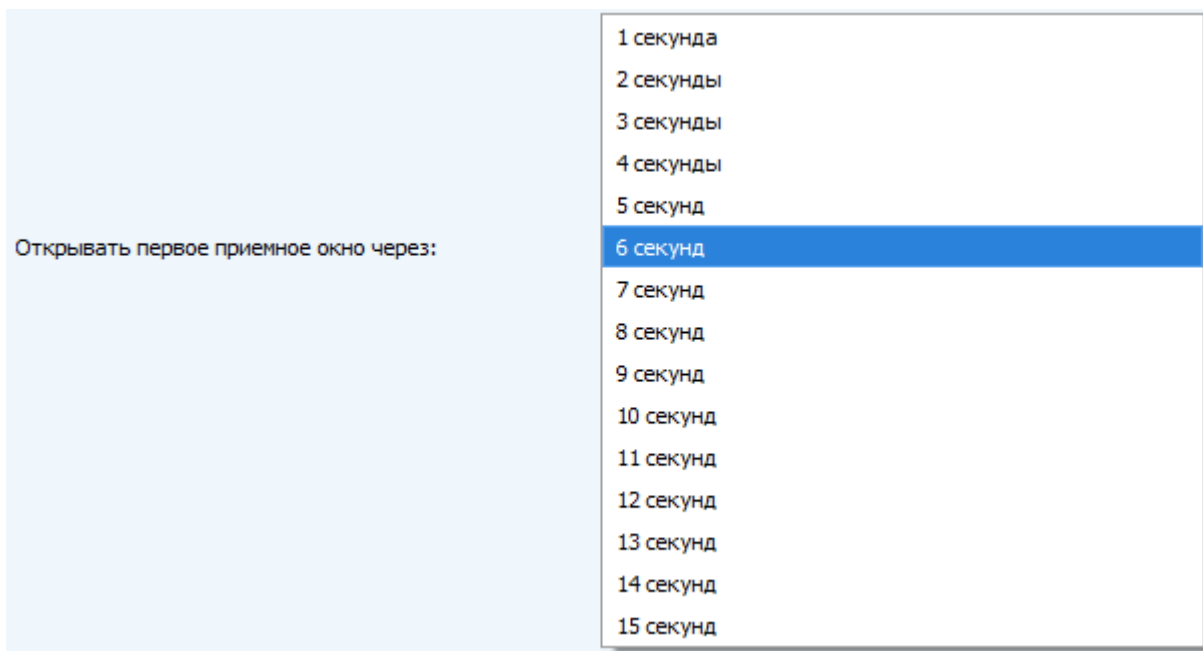 1 секунда
2 секунды
3 секунды
4 секунды
5 секунд
Открывать первое приемное окно через:
6 секунд
7 секунд
8 секунд
9 секунд
10 секунд
11 секунд
12 секунд
13 секунд
14 секунд
15 секунд